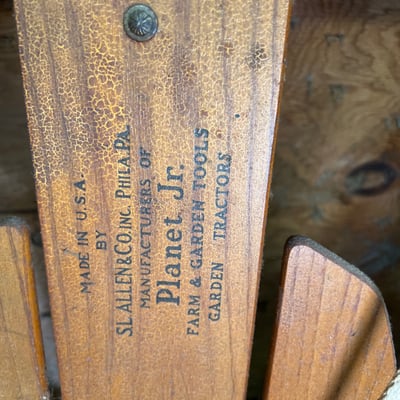 MADE IN U.S.A.
BY
S.L. ALLEN & CO. INC. PHILA. PA.
MANUFACTURERS OF
Planet Jr.
FARM & GARDEN TOOLS
GARDEN TRACTORS